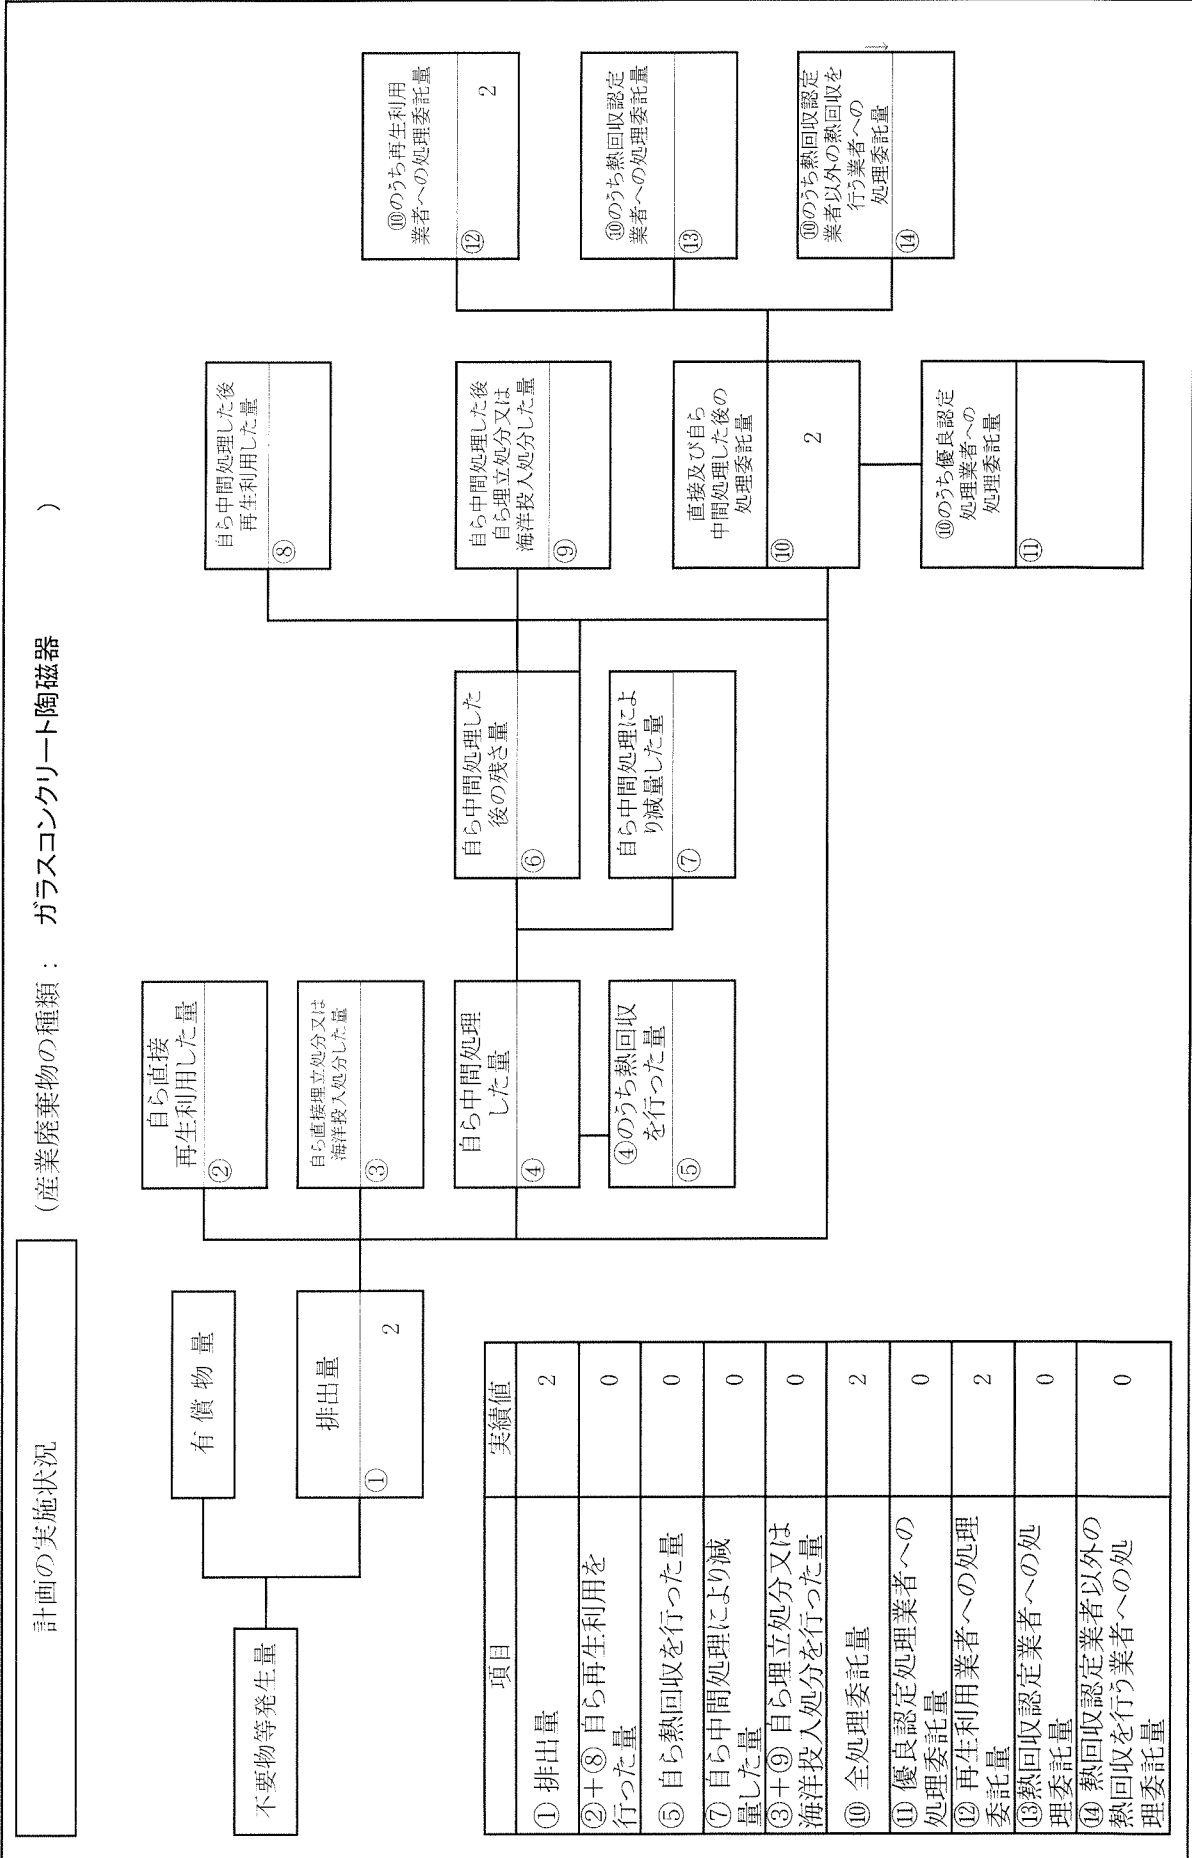 計画の実施状況
(産業廃棄物の種類： ガラスコンクリート陶磁器 )
不要物等発生量
有 償 物 量
排出量
① 2
自ら直接
再生利用した量
②
自ら直接埋立処分又は
海洋投入処分した量
③
自ら中間処理
した量
④
④のうち熱回収
を行った量
⑤
自ら中間処理した
後の残さ量
⑥
自ら中間処理によ
り減量した量
⑦
自ら中間処理した後
再生利用した量
⑧
自ら中間処理した後
自ら埋立処分又は
海洋投入処分した量
⑨
直接及び自ら
中間処理した後の
処理委託量
⑩ 2
⑩のうち優良認定
処理業者への
処理委託量
⑪
⑩のうち再生利用
業者への処理委託量
⑫ 2
⑩のうち熱回収認定
業者への処理委託量
⑬
⑩のうち熱回収認定
業者以外の熱回収を
行う業者への
処理委託量
⑭
項目 実績値
① 排出量 2
②＋⑧ 自ら再生利用を
行った量 0
⑤ 自ら熱回収を行った量 0
⑦ 自ら中間処理により減
量した量 0
③＋⑨ 自ら埋立処分又は
海洋投入処分を行った量 0
⑩ 全処理委託量 2
⑪ 優良認定処理業者への
処理委託量 0
⑫ 再生利用業者への処理
委託量 2
⑬熱回収認定業者への処
理委託量 0
⑭ 熱回収認定業者以外の
熱回収を行う業者への処
理委託量 0